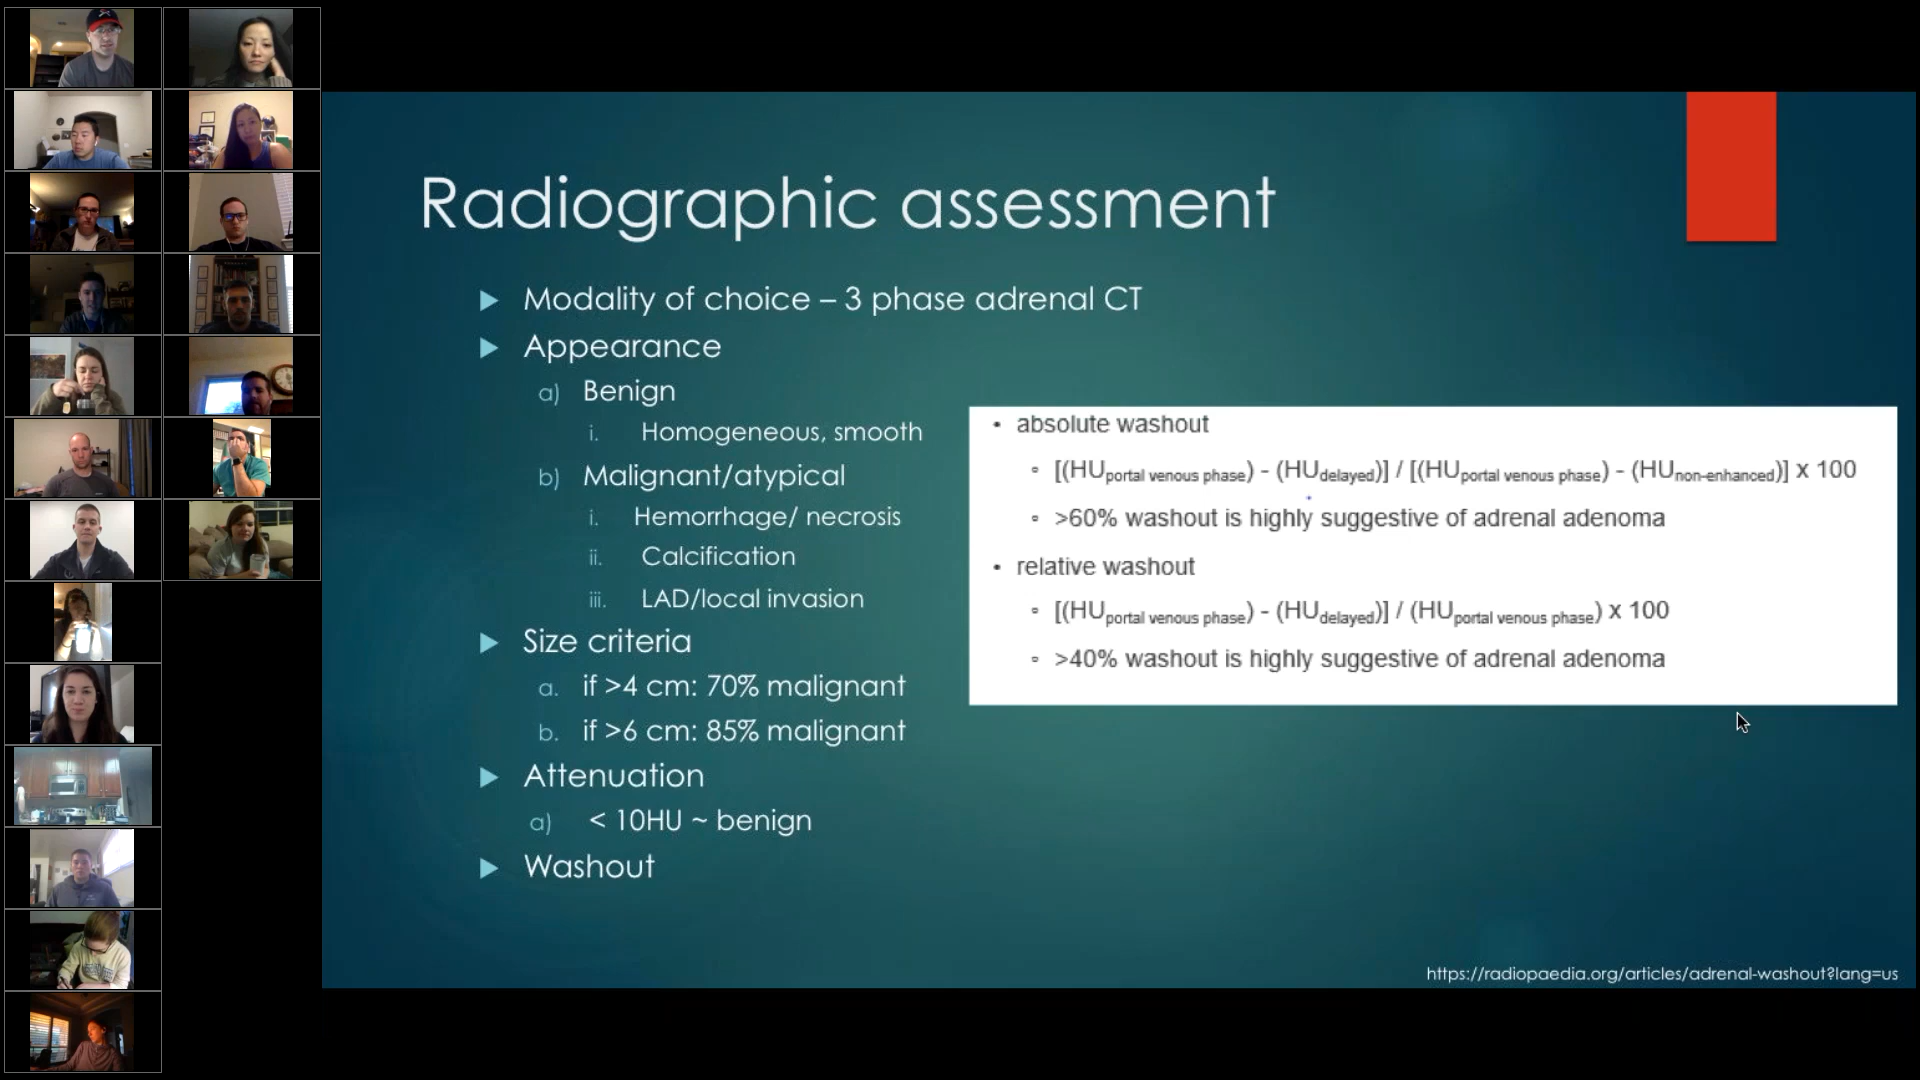 Radiographic assessment
▶ Modality of choice – 3 phase adrenal CT
▶ Appearance
a) Benign
i. Homogeneous, smooth
b) Malignant/atypical
i. Hemorrhage/ necrosis
ii. Calcification
iii. LAD/local invasion
▶ Size criteria
a. if >4 cm: 70% malignant
b. if >6 cm: 85% malignant
▶ Attenuation
a) < 10HU ~ benign
▶ Washout
• absolute washout
∘ [(HUportal venous phase) - (HUdelayed)] / [(HUportal venous phase) - (HUnon-enhanced)] x 100
∘ >60% washout is highly suggestive of adrenal adenoma
• relative washout
∘ [(HUportal venous phase) - (HUdelayed)] / (HUportal venous phase) x 100
∘ >40% washout is highly suggestive of adrenal adenoma
https://radiopaedia.org/articles/adrenal-washout?lang=us